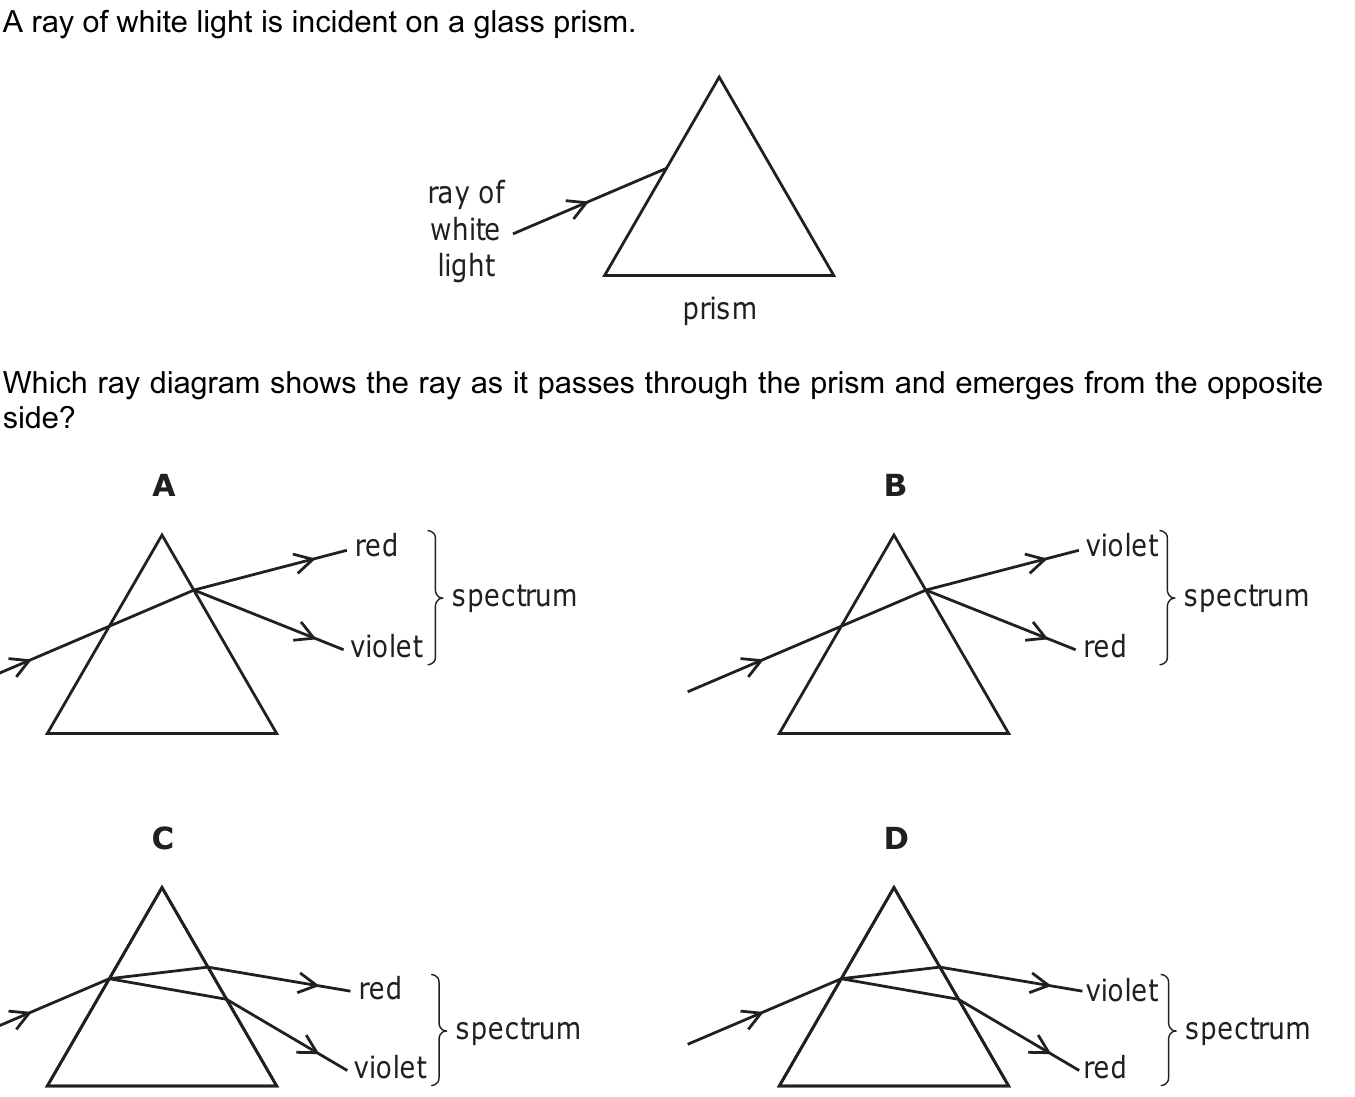 A ray of white light is incident on a glass prism.
ray of
white
light
prism
Which ray diagram shows the ray as it passes through the prism and emerges from the opposite
side?
A
red
violet
spectrum
B
violet
red
spectrum
C
red
violet
spectrum
D
violet
red
spectrum